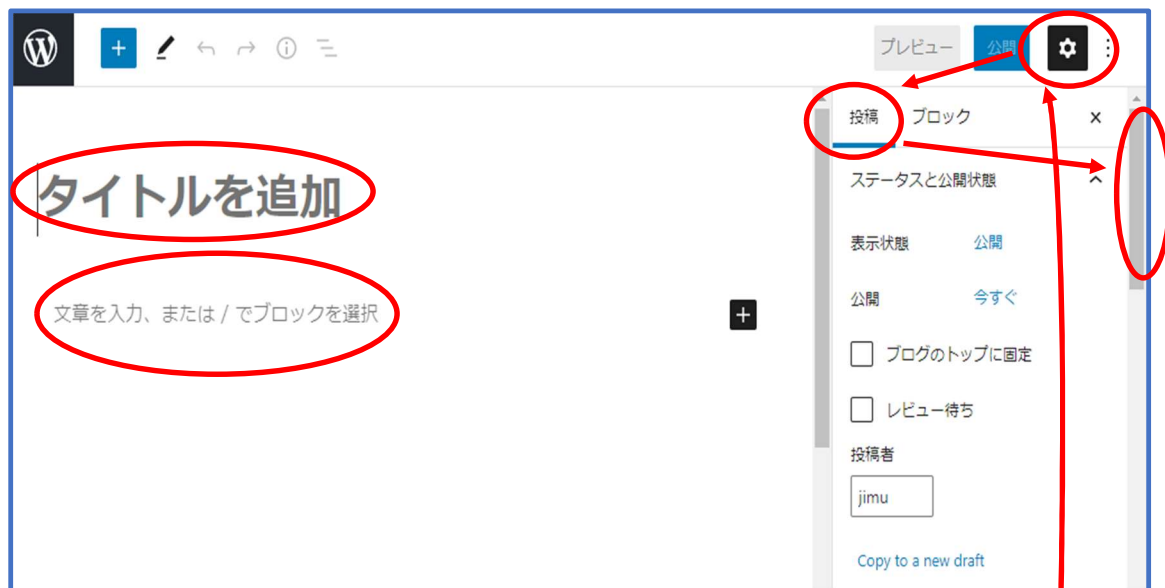 プレビュー
公開
投稿
ブロック
タイトルを追加
ステータスと公開状態
表示状態
公開
文章を入力、または / でブロックを選択
公開
今すぐ
ブログのトップに固定
レビュー待ち
投稿者
jimu
Copy to a new draft